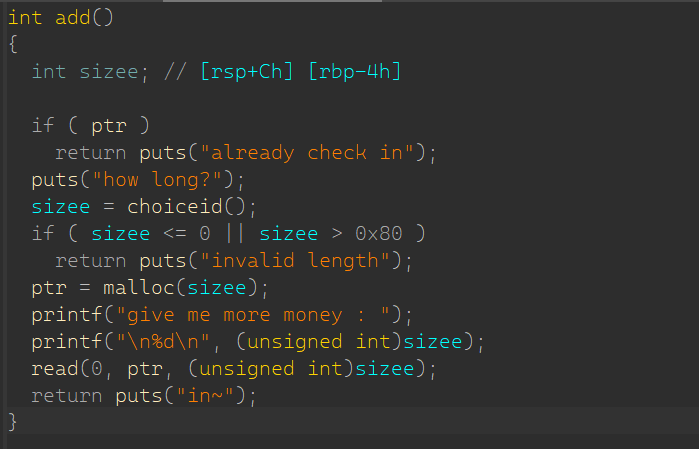 int add()
{
  int sizee; // [rsp+Ch] [rbp-4h]

  if ( ptr )
    return puts("already check in");
  puts("how long?");
  sizee = choiceid();
  if ( sizee <= 0 || sizee > 0x80 )
    return puts("invalid length");
  ptr = malloc(sizee);
  printf("give me more money : ");
  printf("\n%d\n", (unsigned int)sizee);
  read(0, ptr, (unsigned int)sizee);
  return puts("in~");
}